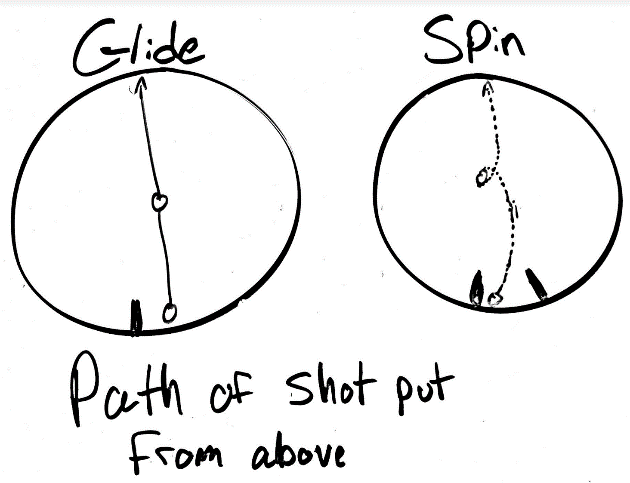 Glide
Spin
Path of shot put
From above